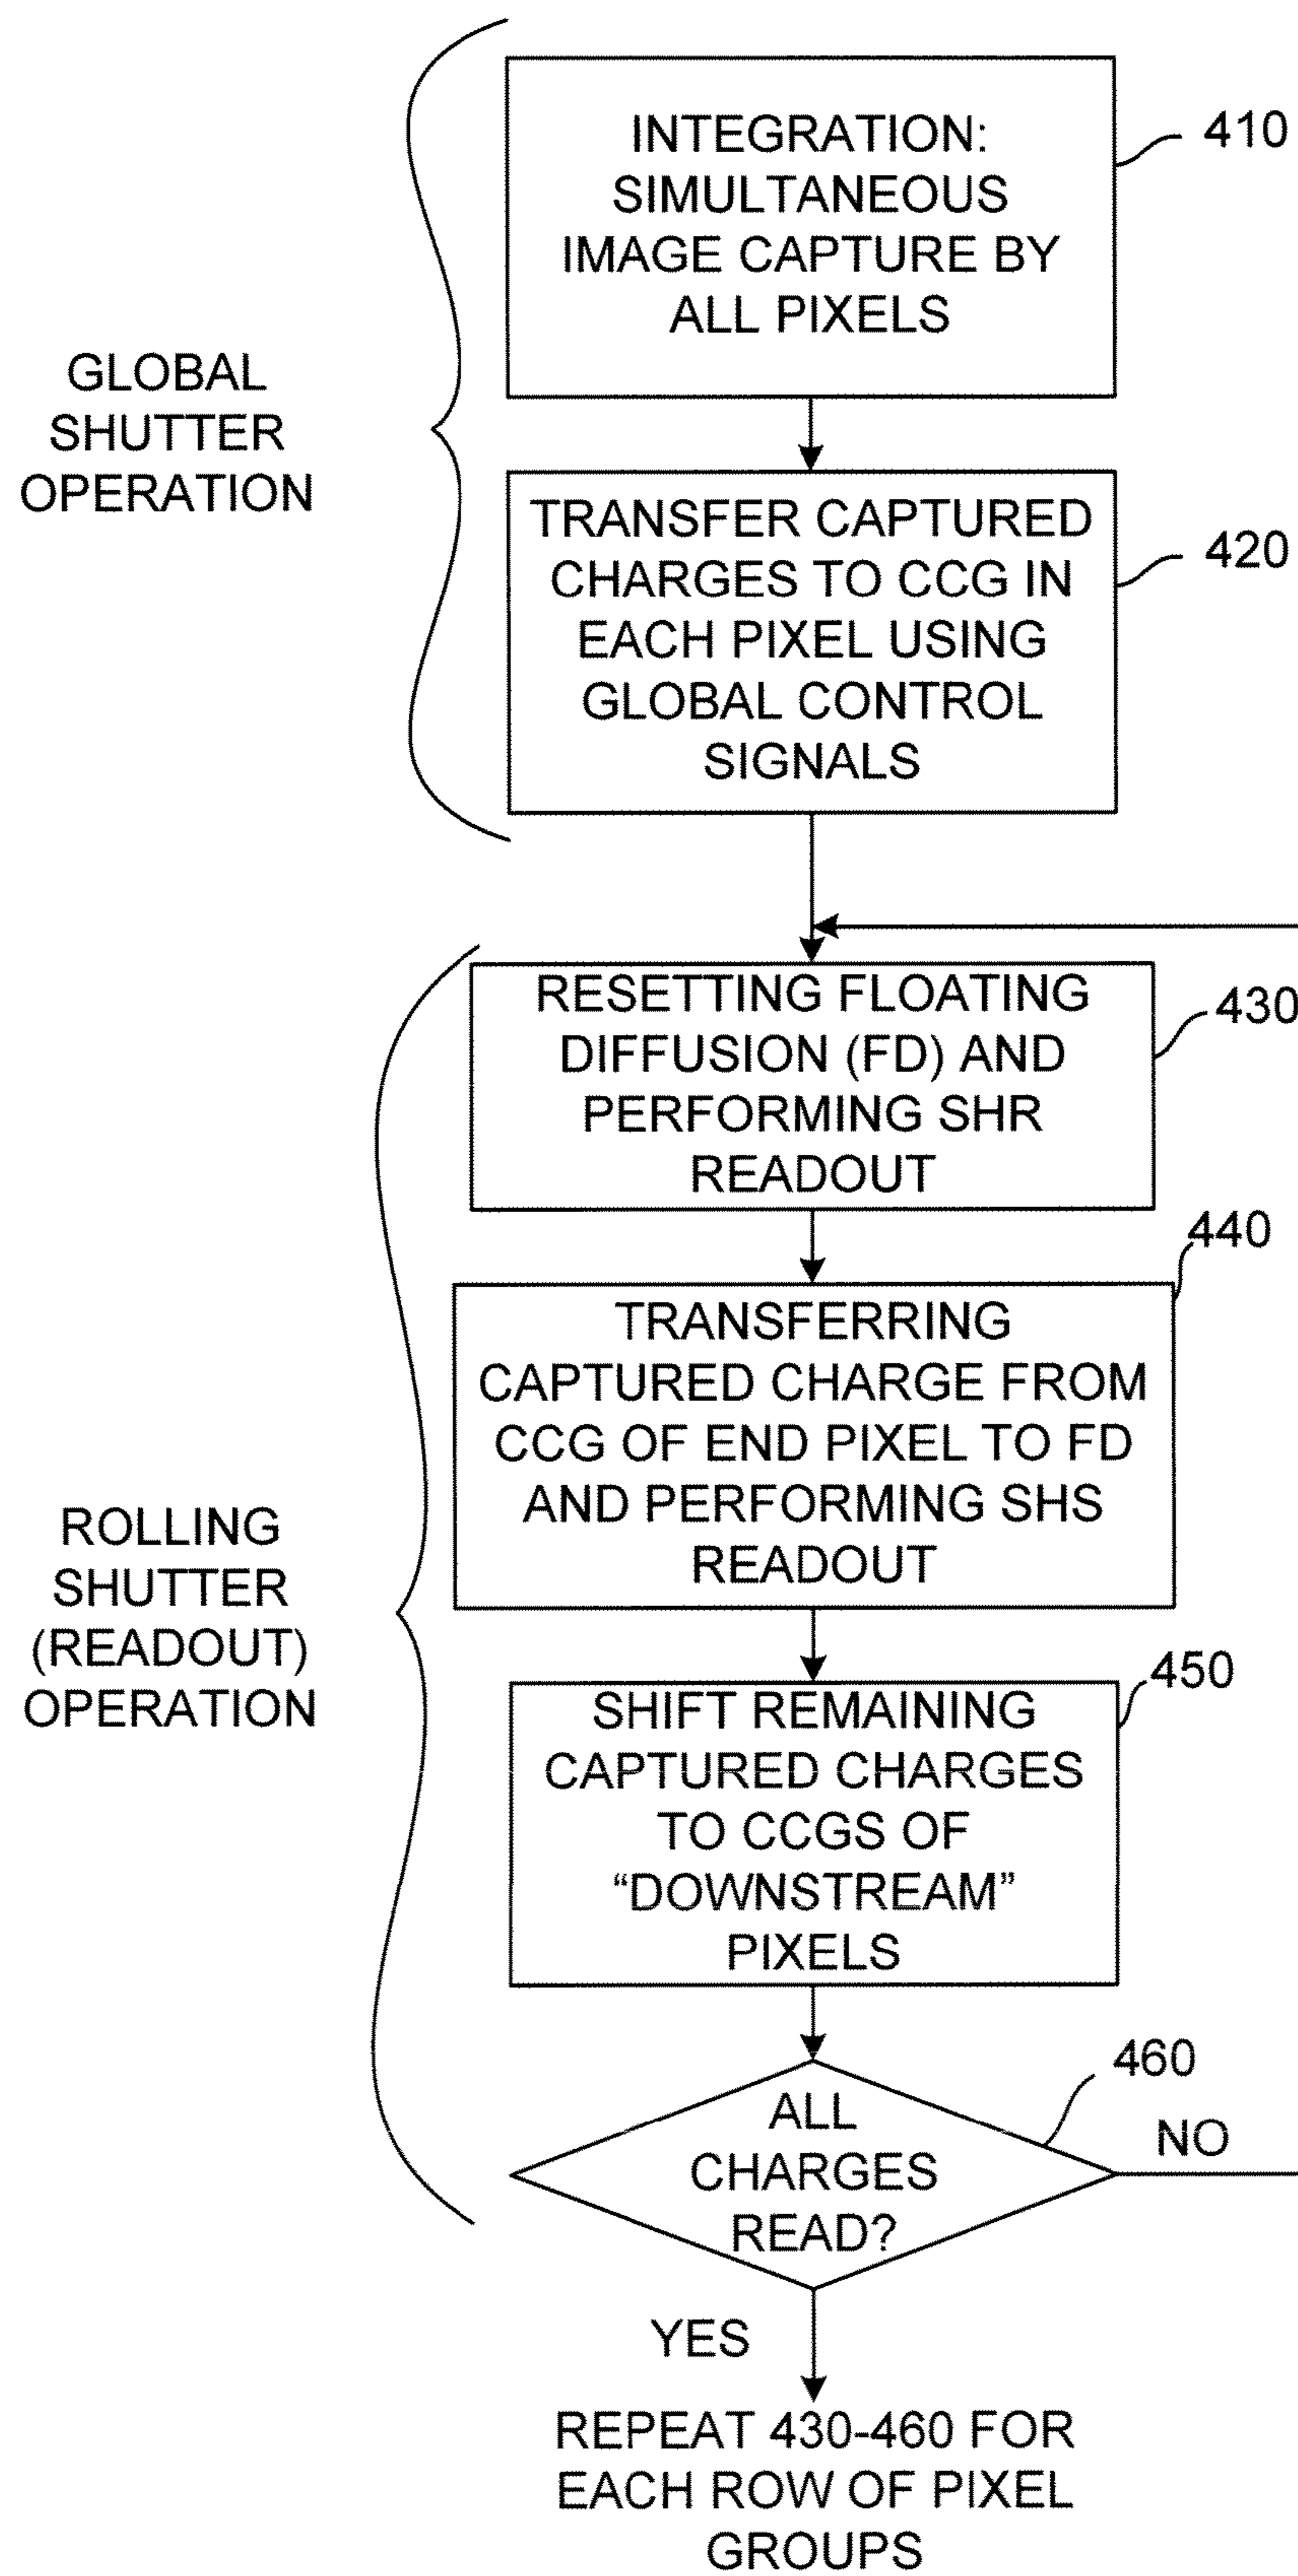 INTEGRATION:
SIMULTANEOUS
IMAGE CAPTURE BY
ALL PIXELS
410
GLOBAL
SHUTTER
OPERATION
TRANSFER CAPTURED
CHARGES TO CCG IN
EACH PIXEL USING
GLOBAL CONTROL
SIGNALS
420
RESETTING FLOATING
DIFFUSION (FD) AND
PERFORMING SHR
READOUT
430
TRANSFERRING
CAPTURED CHARGE FROM
CCG OF END PIXEL TO FD
AND PERFORMING SHS
READOUT
440
ROLLING
SHUTTER
(READOUT)
OPERATION
SHIFT REMAINING
CAPTURED CHARGES
TO CCGS OF
“DOWNSTREAM”
PIXELS
450
ALL
CHARGES
READ?
460
NO
YES
REPEAT 430-460 FOR
EACH ROW OF PIXEL
GROUPS